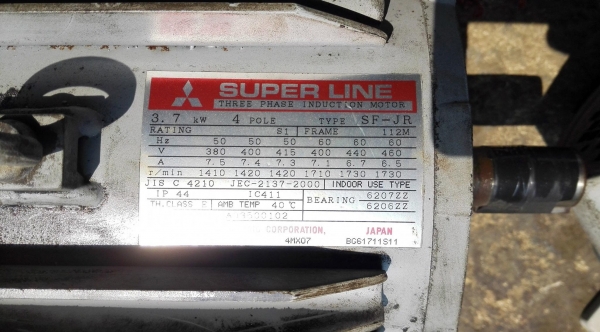 SUPER LINE
THREE PHASE INDUCTION MOTOR
3.7 kW 4 POLE TYPE SF-JR
RATING S1 FRAME 112M
Hz 50 50 50 60 60 60
V 380 400 415 400 440 460
A 7.5 7.4 7.3 7.1 6.7 6.5
r/min 1410 1420 1420 1710 1730 1730
JIS C 4210 JEC-2137-2000 INDOOR USE TYPE
IP 44 IC411 BEARING 6207ZZ
TH.CLASS E AMB TEMP 40℃ 6206ZZ
CORPORATION. JAPAN
4MX07 BG61711S11